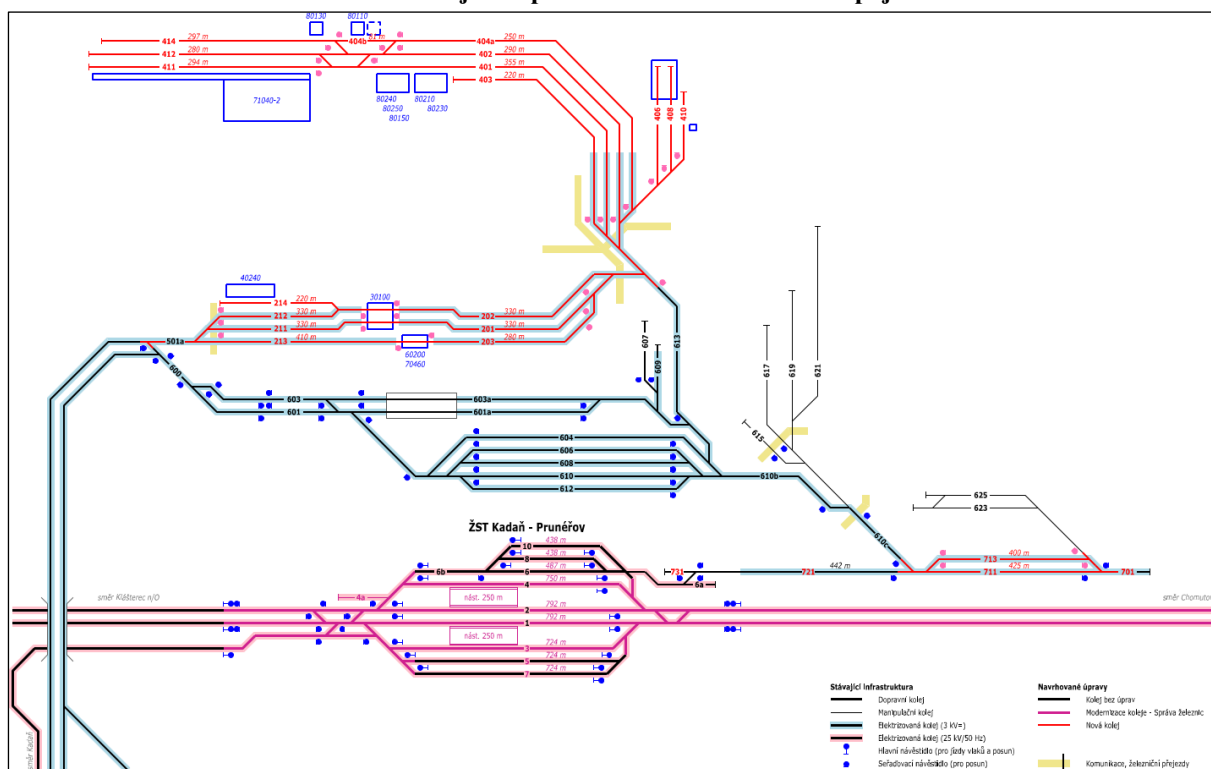 80130
80110
414
297 m
404b
81 m
404a
250 m
412
280 m
402
290 m
411
294 m
401
355 m
403
220 m
71040-2
80240
80250
80150
80210
80230
406
408
410
40240
30100
214
220 m
212
330 m
202
330 m
211
330 m
201
330 m
213
410 m
203
280 m
60200
70460
501a
600
607
609
613
617
619
621
603
603a
601
601a
604
606
608
610
612
610b
615
610c
625
623
ŽST Kadaň - Prunéřov
10
438 m
8
438 m
6b
6
487 m
4
750 m
6a
731
442 m
721
713
400 m
711
425 m
701
4a
nást. 250 m
směr Klášterec n/O
směr Chomutov
2
792 m
1
792 m
nást. 250 m
3
724 m
5
7
724 m
směr Kadaň
Stávající infrastruktura
Dopravní kolej
Manipulační kolej
Elektrizovaná kolej (3 kV=)
Elektrizovaná kolej (25 kV/50 Hz)
Hlavní návěstidlo (pro jízdy vlaků a posun)
Seřaďovací návěstidlo (pro posun)
Navrhované úpravy
Kolej bez úprav
Modernizace koleje - Správa železnic
Nová kolej
Komunikace, železniční přejezdy